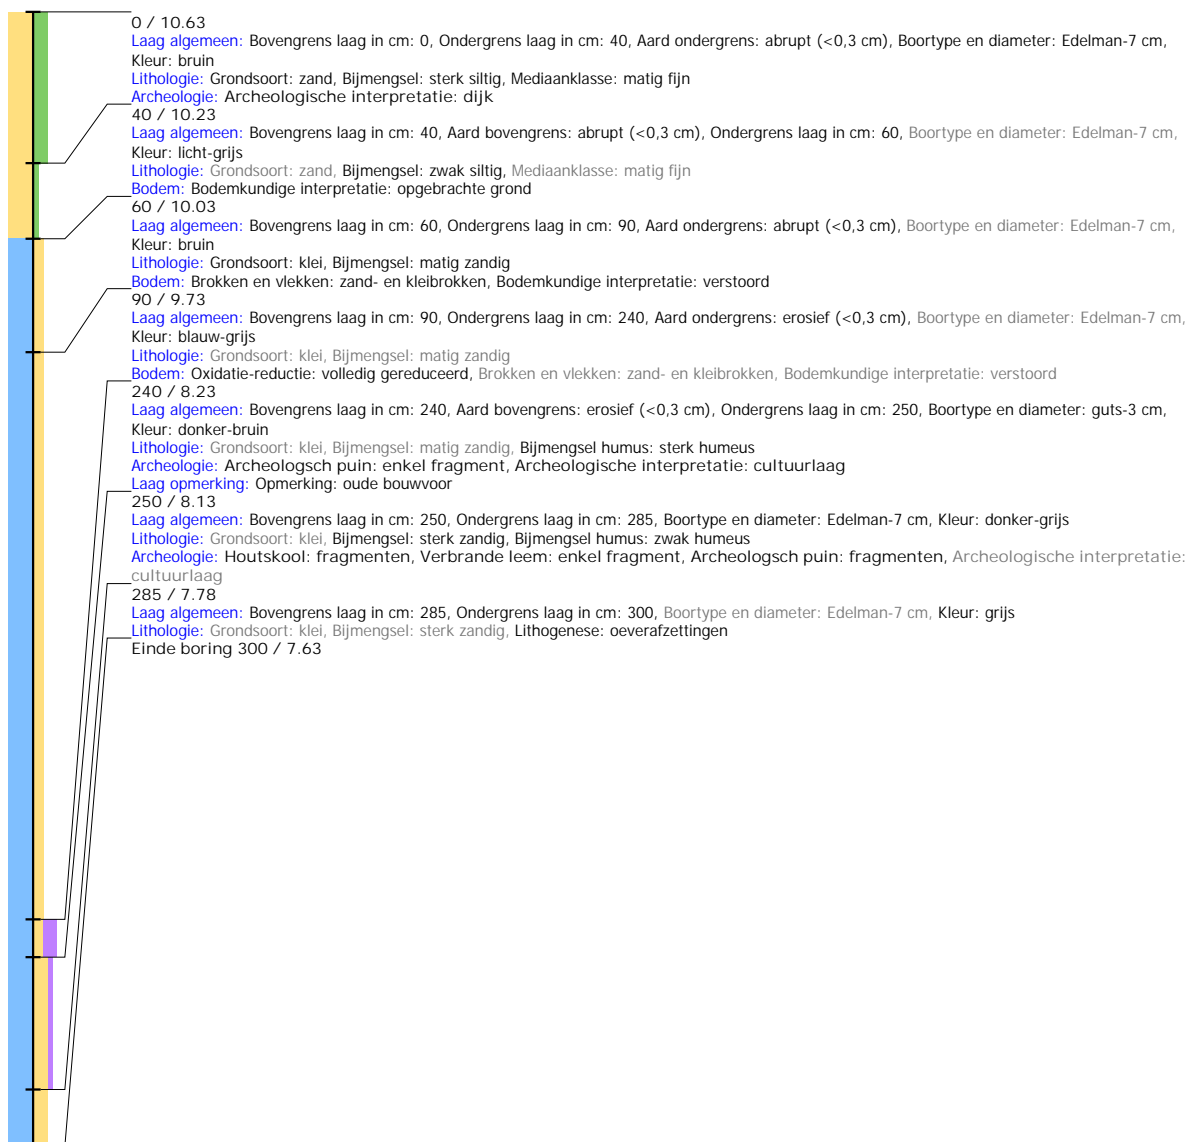 0 / 10.63
Laag algemeen: Bovengrens laag in cm: 0, Ondergrens laag in cm: 40, Aard ondergrens: abrupt (<0,3 cm), Boortype en diameter: Edelman-7 cm,
Kleur: bruin
Lithologie: Grondsoort: zand, Bijmengsel: sterk siltig, Mediaanklasse: matig fijn
Archeologie: Archeologische interpretatie: dijk
40 / 10.23
Laag algemeen: Bovengrens laag in cm: 40, Aard bovengrens: abrupt (<0,3 cm), Ondergrens laag in cm: 60, Boortype en diameter: Edelman-7 cm,
Kleur: licht-grijs
Lithologie: Grondsoort: zand, Bijmengsel: zwak siltig, Mediaanklasse: matig fijn
Bodem: Bodemkundige interpretatie: opgebrachte grond
60 / 10.03
Laag algemeen: Bovengrens laag in cm: 60, Ondergrens laag in cm: 90, Aard ondergrens: abrupt (<0,3 cm), Boortype en diameter: Edelman-7 cm,
Kleur: bruin
Lithologie: Grondsoort: klei, Bijmengsel: matig zandig
Bodem: Brokken en vlekken: zand- en kleibrokken, Bodemkundige interpretatie: verstoord
90 / 9.73
Laag algemeen: Bovengrens laag in cm: 90, Ondergrens laag in cm: 240, Aard ondergrens: erosief (<0,3 cm), Boortype en diameter: Edelman-7 cm,
Kleur: blauw-grijs
Lithologie: Grondsoort: klei, Bijmengsel: matig zandig
Bodem: Oxidatie-reductie: volledig gereduceerd, Brokken en vlekken: zand- en kleibrokken, Bodemkundige interpretatie: verstoord
240 / 8.23
Laag algemeen: Bovengrens laag in cm: 240, Aard bovengrens: erosief (<0,3 cm), Ondergrens laag in cm: 250, Boortype en diameter: guts-3 cm,
Kleur: donker-bruin
Lithologie: Grondsoort: klei, Bijmengsel: matig zandig, Bijmengsel humus: sterk humeus
Archeologie: Archeologsch puin: enkel fragment, Archeologische interpretatie: cultuurlaag
Laag opmerking: Opmerking: oude bouwvoor
250 / 8.13
Laag algemeen: Bovengrens laag in cm: 250, Ondergrens laag in cm: 285, Boortype en diameter: Edelman-7 cm, Kleur: donker-grijs
Lithologie: Grondsoort: klei, Bijmengsel: sterk zandig, Bijmengsel humus: zwak humeus
Archeologie: Houtskool: fragmenten, Verbrande leem: enkel fragment, Archeologsch puin: fragmenten, Archeologische interpretatie:
cultuurlaag
285 / 7.78
Laag algemeen: Bovengrens laag in cm: 285, Ondergrens laag in cm: 300, Boortype en diameter: Edelman-7 cm, Kleur: grijs
Lithologie: Grondsoort: klei, Bijmengsel: sterk zandig, Lithogenese: oeverafzettingen
Einde boring 300 / 7.63